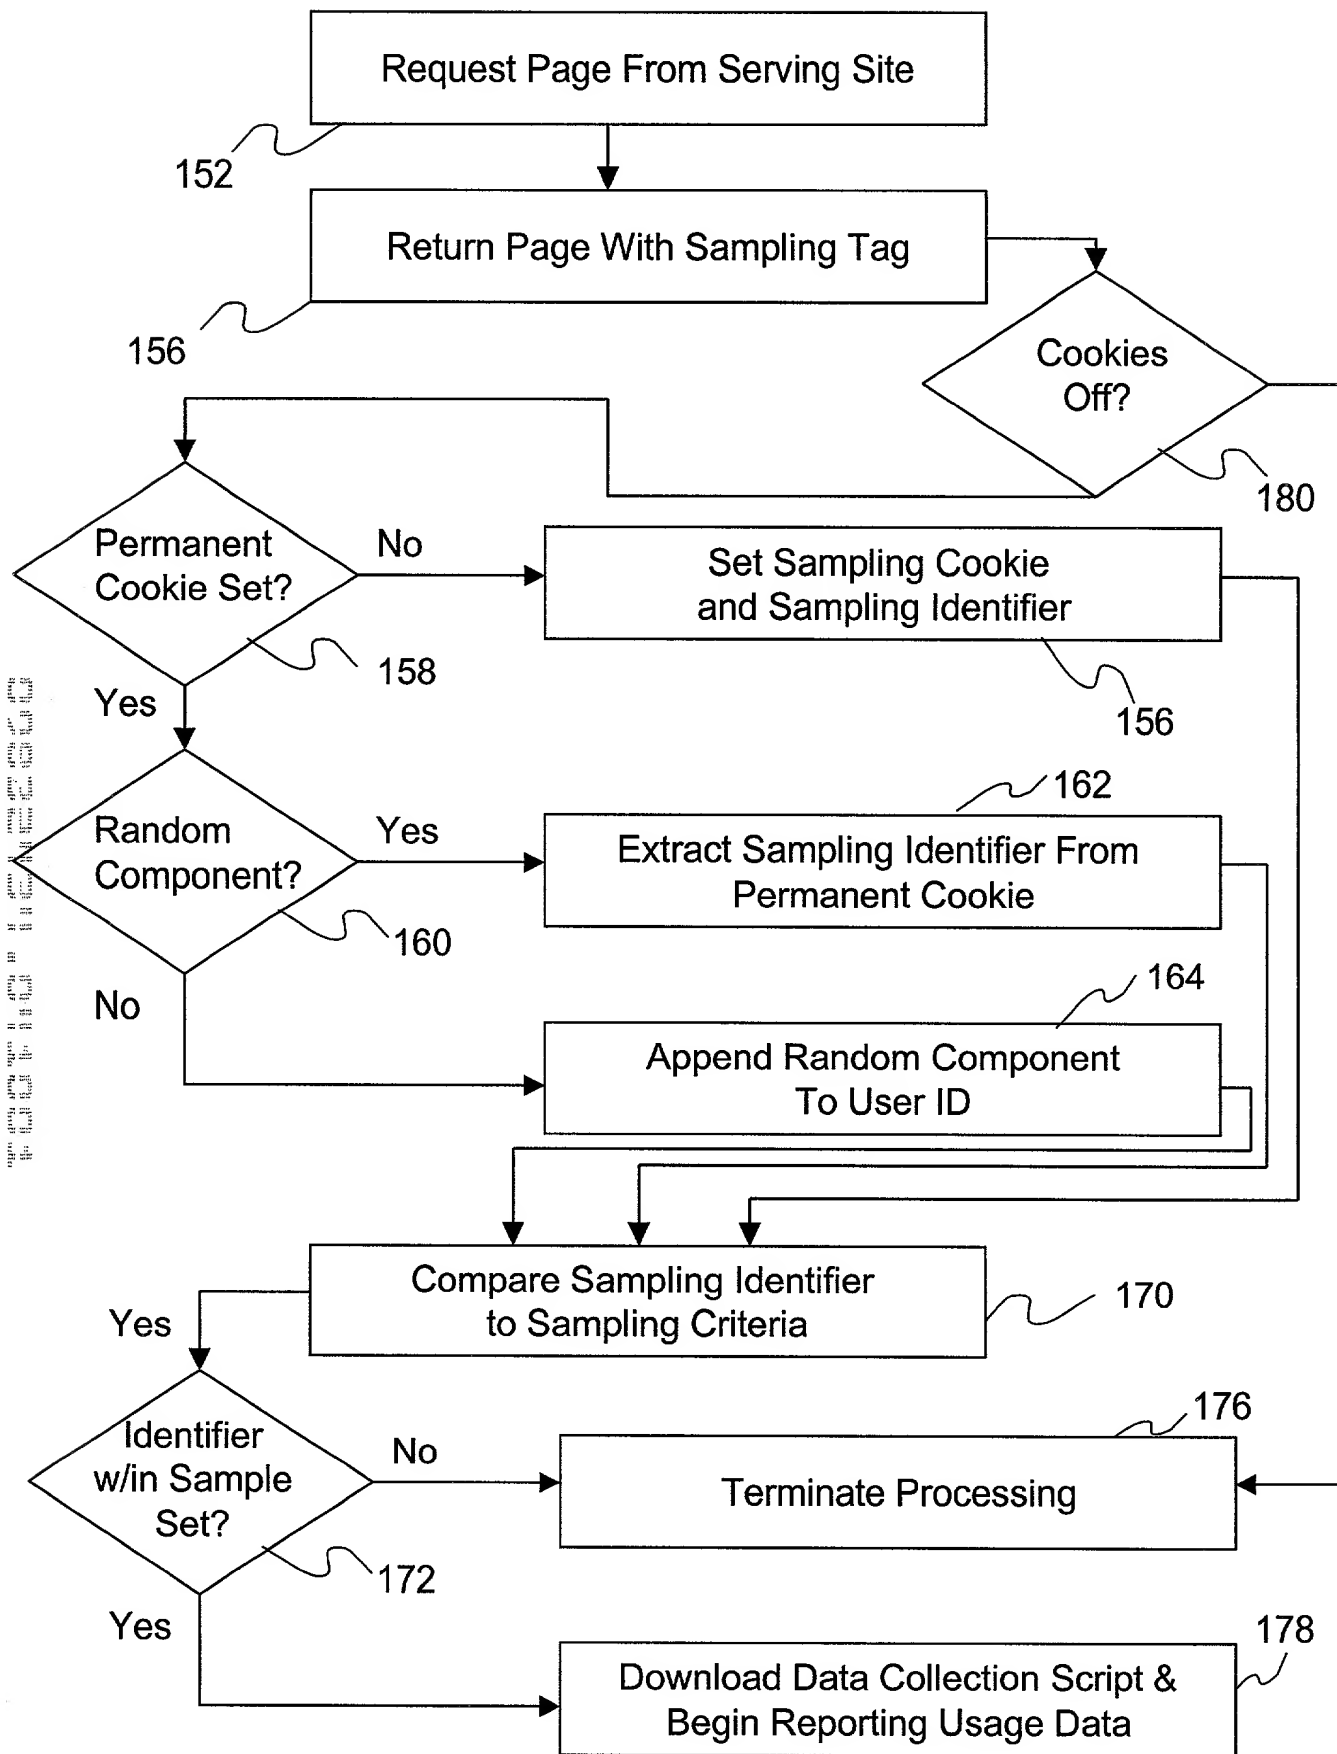 Request Page From Serving Site
152
Return Page With Sampling Tag
156
Cookies
Off?
180
Permanent
Cookie Set?
158
No
Set Sampling Cookie
and Sampling Identifier
156
Yes
Random
Component?
160
Yes
162
Extract Sampling Identifier From
Permanent Cookie
No
164
Append Random Component
To User ID
Compare Sampling Identifier
to Sampling Criteria
170
Yes
Identifier
w/in Sample
Set?
172
No
176
Terminate Processing
Yes
178
Download Data Collection Script &
Begin Reporting Usage Data